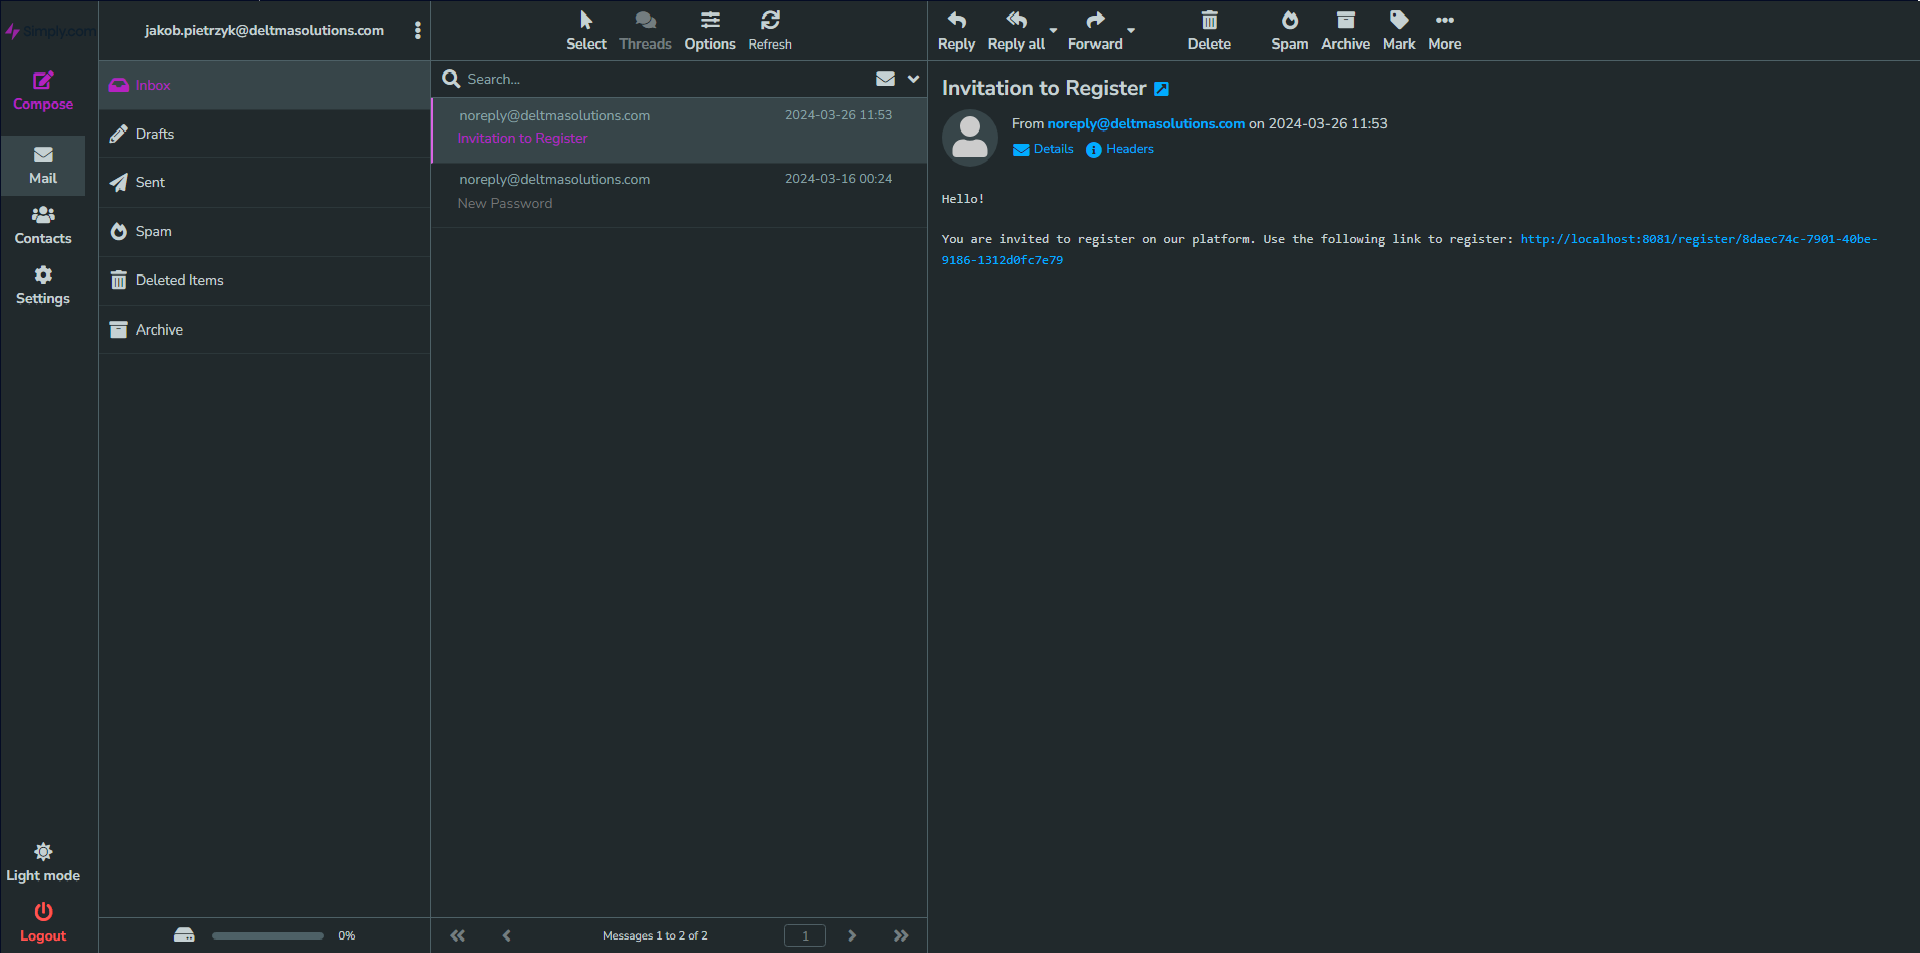 Simply.com
Compose
Mail
Contacts
Settings
Light mode
Logout
jakob.pietrzyk@deltmasolutions.com
Inbox
Drafts
Sent
Spam
Deleted Items
Archive
0%
Select Threads Options Refresh
Search...
noreply@deltmasolutions.com 2024-03-26 11:53
Invitation to Register
noreply@deltmasolutions.com 2024-03-16 00:24
New Password
Messages 1 to 2 of 2
1
Reply Reply all Forward Delete Spam Archive Mark More
Invitation to Register
From noreply@deltmasolutions.com on 2024-03-26 11:53
Details Headers
Hello!
You are invited to register on our platform. Use the following link to register: http://localhost:8081/register/8daec74c-7901-40be-
9186-1312d0fc7e79